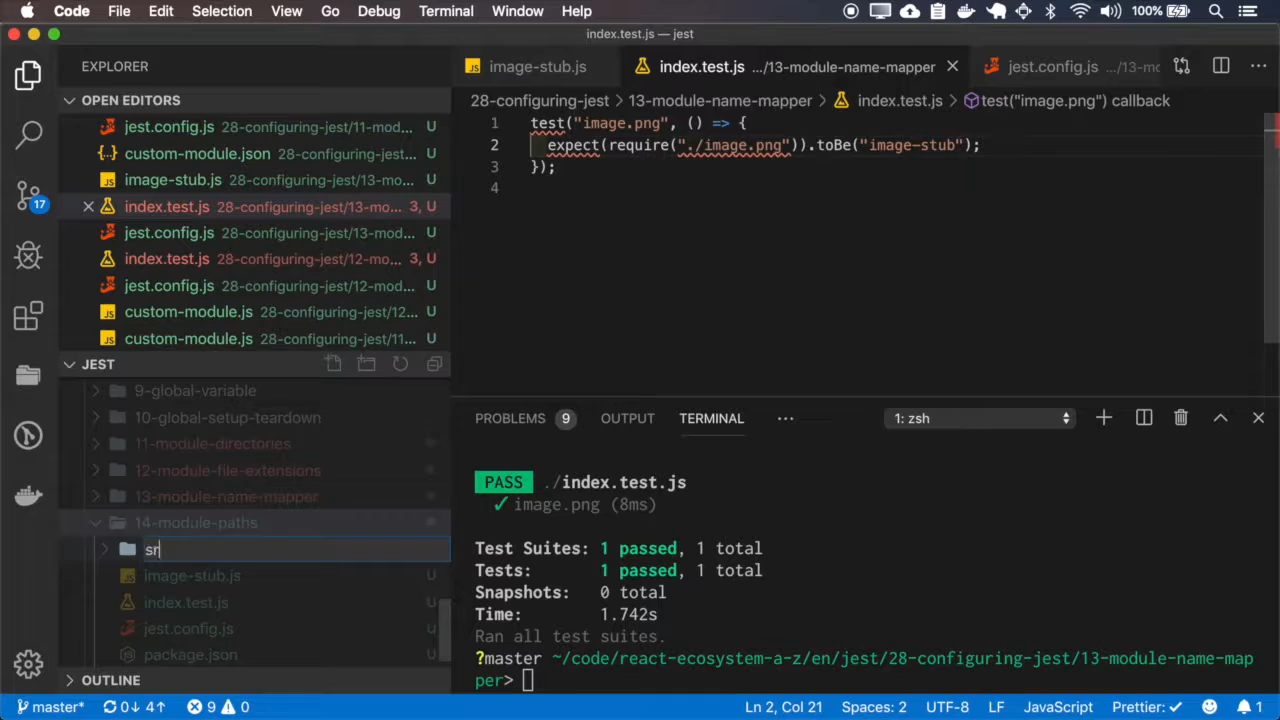 Code File Edit Selection View Go Debug Terminal Window Help 100%
index.test.js — jest
EXPLORER
image-stub.js index.test.js .../13-module-name-mapper jest.config.js .../13-mo
OPEN EDITORS
28-configuring-jest > 13-module-name-mapper > index.test.js > test("image.png") callback
jest.config.js 28-configuring-jest/11-mod... U
custom-module.json 28-configuring-jest... U
image-stub.js 28-configuring-jest/13-mod... U
index.test.js 28-configuring-jest/13-mo... 3, U
jest.config.js 28-configuring-jest/13-mod... U
index.test.js 28-configuring-jest/12-mo... 3, U
jest.config.js 28-configuring-jest/12-mod... U
custom-module.js 28-configuring-jest/12... U
custom-module.js 28-configuring-jest/11... U
1 test("image.png", () => {
2 expect(require("./image.png")).toBe("image-stub");
3 });
4
17
JEST
9-global-variable
10-global-setup-teardown
11-module-directories
12-module-file-extensions
13-module-name-mapper
14-module-paths
sr
image-stub.js U
index.test.js U
jest.config.js U
package.json U
OUTLINE
PROBLEMS 9 OUTPUT TERMINAL ... 1: zsh
PASS ./index.test.js
✓ image.png (8ms)
Test Suites: 1 passed, 1 total
Tests: 1 passed, 1 total
Snapshots: 0 total
Time: 1.742s
Ran all test suites.
?master ~/code/react-ecosystem-a-z/en/jest/28-configuring-jest/13-module-name-map
per>
master* 0↓ 4↑ 9 0 Ln 2, Col 21 Spaces: 2 UTF-8 LF JavaScript Prettier: ✓ 1